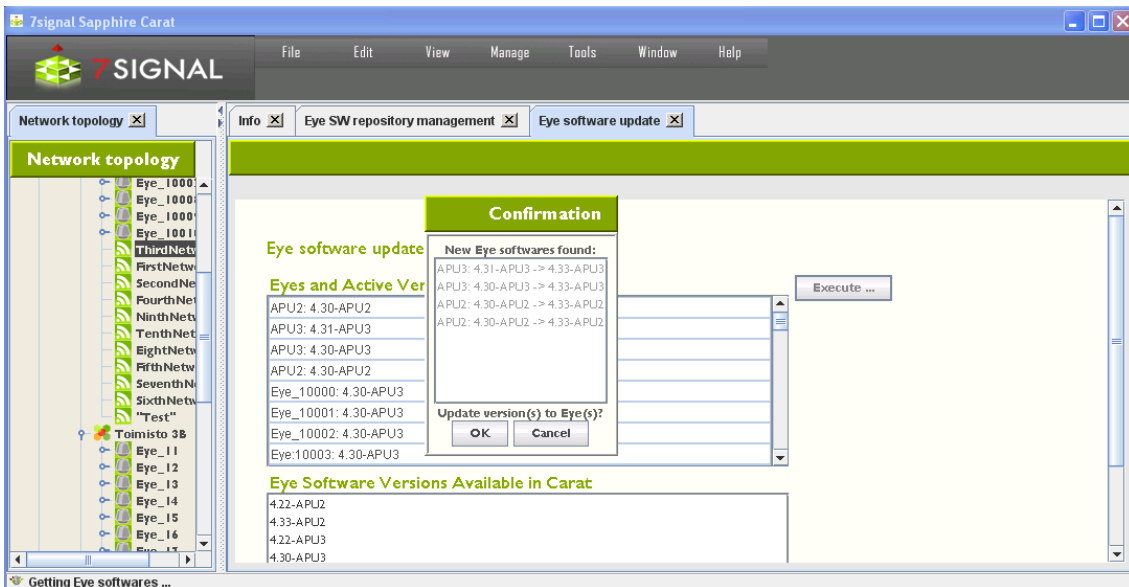 7signal Sapphire Carat
7SIGNAL
File Edit View Manage Tools Window Help
Network topology
Info
Eye SW repository management
Eye software update
Network topology
Eye_1000
Eye_1000
Eye_1001
ThirdNetw
FirstNetw
SecondNe
FourthNet
NinthNetw
TenthNet
EightNetw
FifthNetw
SeventhN
SixthNetw
"Test"
Toimisto 3B
Eye_11
Eye_12
Eye_13
Eye_14
Eye_15
Eye_16
Eye_17
Eye software update
Eyes and Active Ver
APU2: 4.30-APU2
APU3: 4.31-APU3
APU3: 4.30-APU3
APU2: 4.30-APU2
Eye_10000: 4.30-APU3
Eye_10001: 4.30-APU3
Eye_10002: 4.30-APU3
Eye:10003: 4.30-APU3
Execute ...
Confirmation
New Eye softwares found:
APU3: 4.31-APU3 -> 4.33-APU3
APU3: 4.30-APU3 -> 4.33-APU3
APU2: 4.30-APU2 -> 4.33-APU2
APU2: 4.30-APU2 -> 4.33-APU2
Update version(s) to Eye(s)?
OK Cancel
Eye Software Versions Available in Carat
4.22-APU2
4.33-APU2
4.22-APU3
4.30-APU3
Getting Eye softwares ...